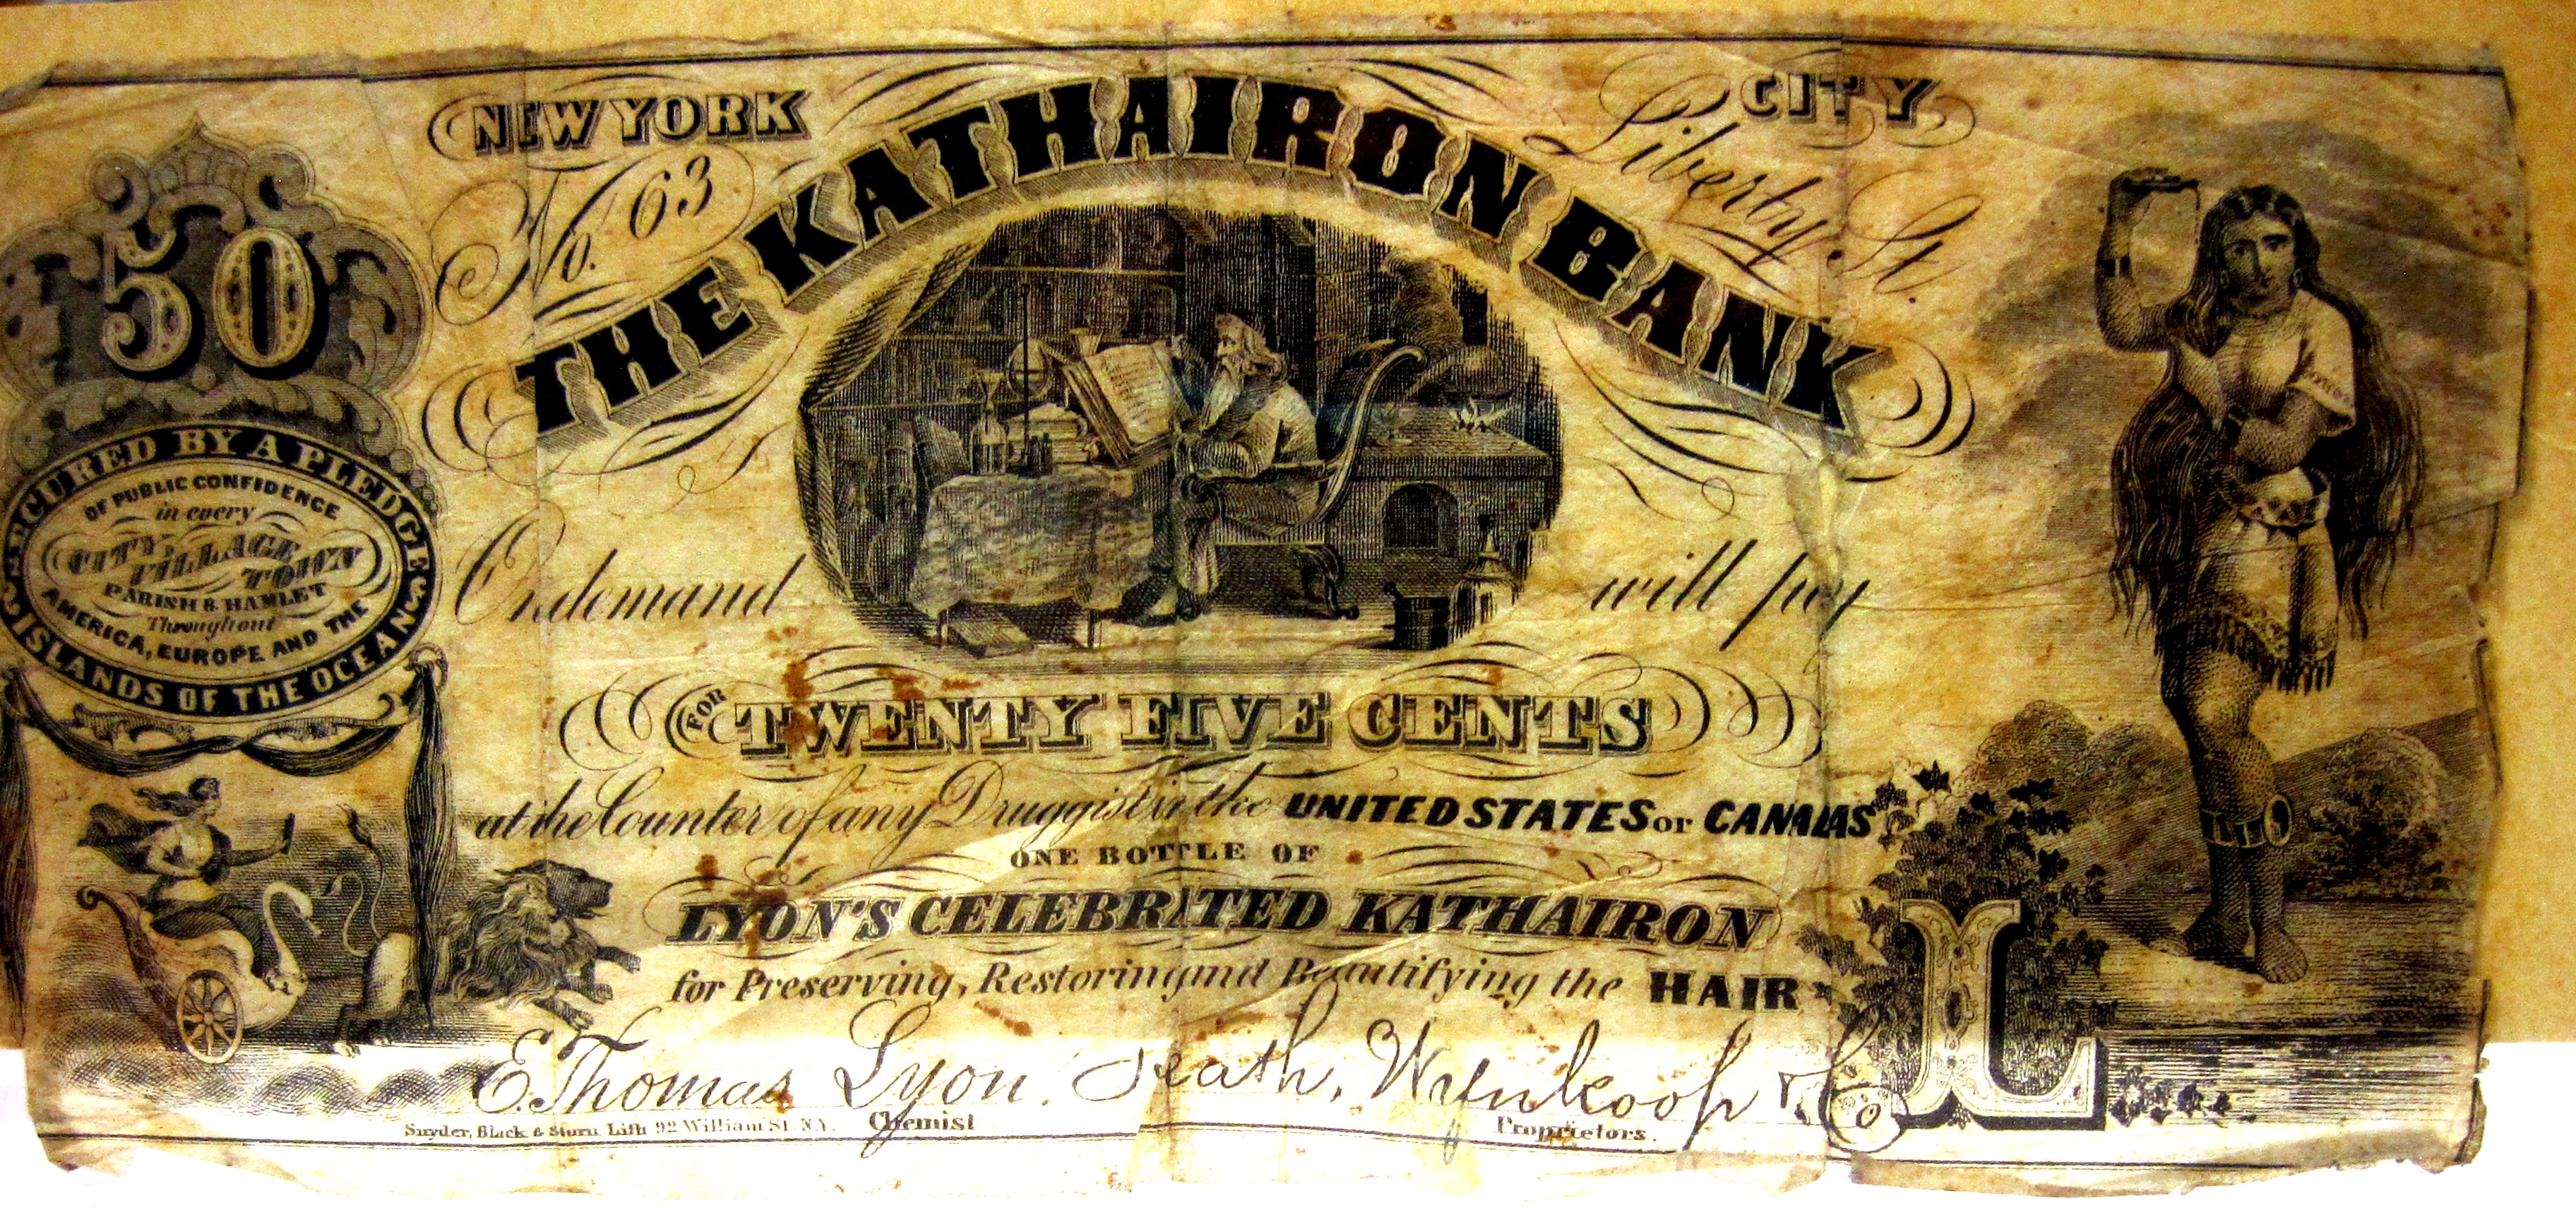 NEW YORK
CITY
No. 63
Liberty St.
THE KATHAIRON BANK
50
SECURED BY A PLEDGE
OF PUBLIC CONFIDENCE
in every
CITY VILLAGE TOWN
PARISH & HAMLET
Throughout
AMERICA, EUROPE AND THE
ISLANDS OF THE OCEAN
On demand will pay
FOR TWENTY FIVE CENTS
at the Counter of any Druggist in the UNITED STATES or CANADAS
ONE BOTTLE OF
LYON'S CELEBRATED KATHAIRON
for Preserving, Restoring and Beautifying the HAIR
L
E. Thomas Lyon. Heath, Wynkoop & Co
Chemist
Proprietors.
Snyder, Black & Sturn Lith 92 William St N.Y.